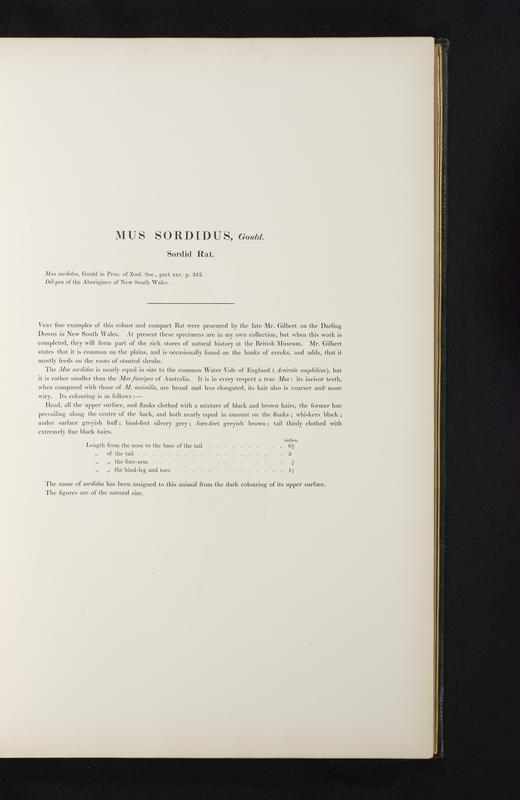 MUS SORDIDUS, Gould.
Sordid Rat.
Mus sordidus, Gould in Proc. of Zool. Soc., part xxv. p. 242.
Dil-pea of the Aborigines of New South Wales.
Very fine examples of this robust and compact Rat were procured by the late Mr. Gilbert on the Darling
Downs in New South Wales. At present these specimens are in my own collection, but when this work is
completed, they will form part of the rich stores of natural history at the British Museum. Mr. Gilbert
states that it is common on the plains, and is occasionally found on the banks of creeks, and adds, that it
mostly feeds on the roots of stunted shrubs.
The Mus sordidus is nearly equal in size to the common Water Vole of England (Arvicola amphibius), but
it is rather smaller than the Mus fuscipes of Australia. It is in every respect a true Mus: its incisor teeth,
when compared with those of M. assimilis, are broad and less elongated, its hair also is coarser and more
wiry. Its colouring is as follows:—
Head, all the upper surface, and flanks clothed with a mixture of black and brown hairs, the former hue
prevailing along the centre of the back, and both nearly equal in amount on the flanks; whiskers black;
under surface greyish buff; hind-feet silvery grey; fore-feet greyish brown; tail thinly clothed with
extremely fine black hairs.
inches.
Length from the nose to the base of the tail . . . . . . . . 6
„ of the tail . . . . . . . . . . . . . . . . 5
„ „ the fore-arm . . . . . . . . . . . . . .
„ „ the hind-leg and toes . . . . . . . . . . . 1
The name of sordidus has been assigned to this animal from the dark colouring of its upper surface.
The figures are of the natural size.